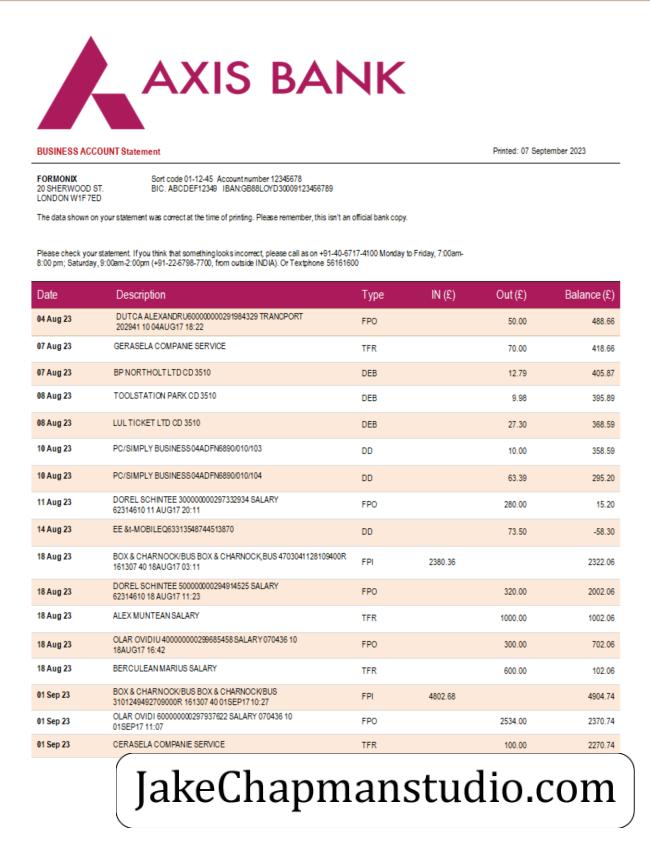 AXIS BANK
BUSINESS ACCOUNT Statement Printed: 07 September 2023
FORMONIX Sort code 01-12-45 Account number 12345678
20 SHERWOOD ST. BIC. ABCDEF12349 IBAN:GB88LOYD30009123456789
LONDON W1F 7ED
The data shown on your statement was correct at the time of printing. Please remember, this isn't an official bank copy.
Please check your statement. If you think that something looks incorrect, please call as on +91-40-6717-4100 Monday to Friday, 7:00am-
8:00 pm; Saturday, 9:00am-2:00pm (+91-22-6798-7700, from outside INDIA). Or Textphone 56161600
Date Description Type IN (£) Out (£) Balance (£)
04 Aug 23 DUTCA ALEXANDRU600000000291984329 TRANCPORT FPO 50.00 488.66
202941 10 04AUG17 18:22
07 Aug 23 GERASELA COMPANIE SERVICE TFR 70.00 418.66
07 Aug 23 BP NORTHOLT LTD CD 3510 DEB 12.79 405.87
08 Aug 23 TOOLSTATION PARK CD 3510 DEB 9.98 395.89
08 Aug 23 LUL TICKET LTD CD 3510 DEB 27.30 368.59
10 Aug 23 PC/SIMPLY BUSINESS04ADFN6890/010/103 DD 10.00 358.59
10 Aug 23 PC/SIMPLY BUSINESS04ADFN6890/010/104 DD 63.39 295.20
11 Aug 23 DOREL SCHINTEE 300000000297332934 SALARY FPO 280.00 15.20
62314610 11 AUG17 20:11
14 Aug 23 EE &t-MOBILEQ63313548744513870 DD 73.50 -58.30
18 Aug 23 BOX & CHARNOCK/BUS BOX & CHARNOCK,BUS 4703041128109400R FPI 2380.36 2322.06
161307 40 18AUG17 03:11
18 Aug 23 DOREL SCHINTEE 500000000294914525 SALARY FPO 320.00 2002.06
62314610 18 AUG17 11:23
18 Aug 23 ALEX MUNTEAN SALARY TFR 1000.00 1002.06
18 Aug 23 OLAR OVIDIU 400000000299685458 SALARY 070436 10 FPO 300.00 702.06
18AUG17 16:42
18 Aug 23 BERCULEAN MARIUS SALARY TFR 600.00 102.06
01 Sep 23 BOX & CHARNOCK/BUS BOX & CHARNOCK/BUS FPI 4802.68 4904.74
3101249492709000R 161307 40 01SEP17 10:27
01 Sep 23 OLAR OVIDI 600000000297937622 SALARY 070436 10 FPO 2534.00 2370.74
01SEP17 11:07
01 Sep 23 CERASELA COMPANIE SERVICE TFR 100.00 2270.74
JakeChapmanstudio.com